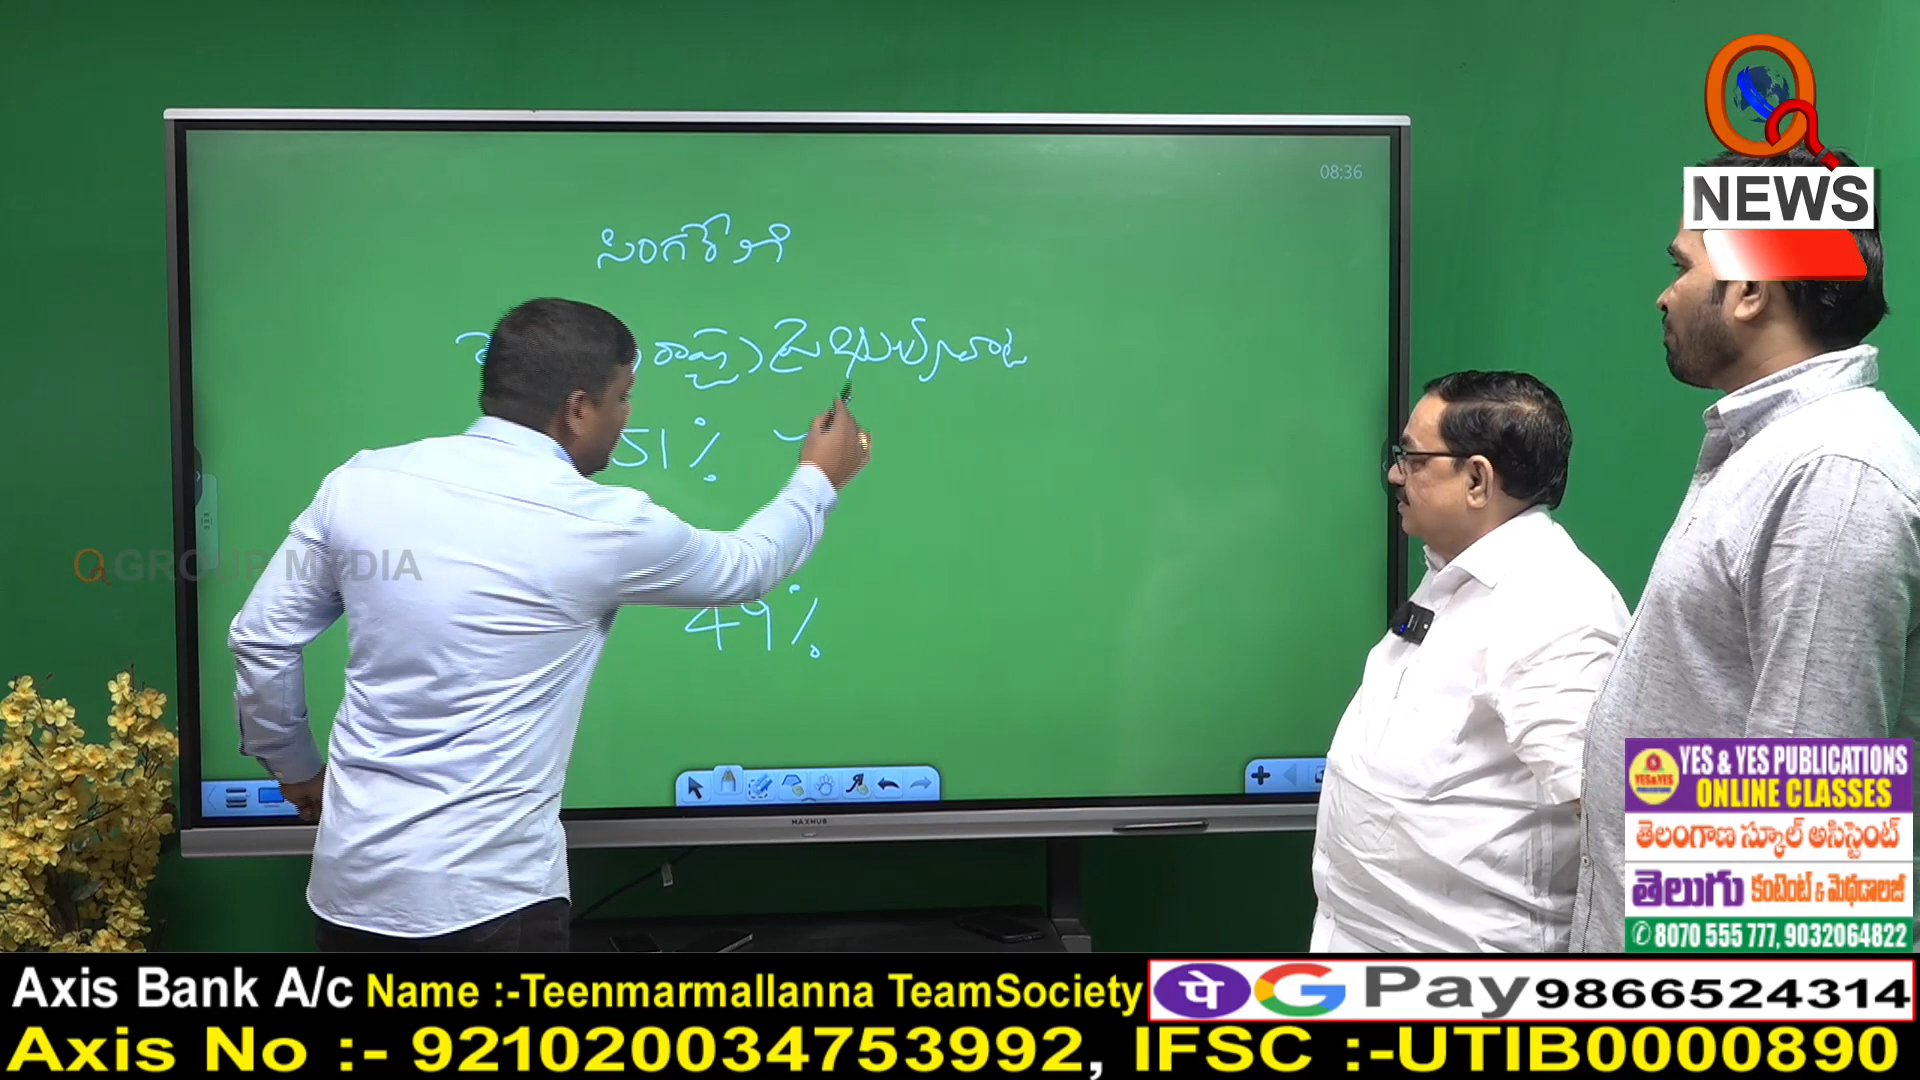 NEWS
08:36
సింగరేణి
51%
49%
Q GROUP MEDIA
MAXHUB
YES & YES PUBLICATIONS
ONLINE CLASSES
తెలంగాణ స్కూల్ అసిస్టెంట్
తెలుగు కంటెంట్ & మెథడాలజీ
8070 555 777, 9032064822
Axis Bank A/c Name :-Teenmarmallanna TeamSociety पे G Pay 9866524314
Axis No :- 921020034753992, IFSC :-UTIB0000890